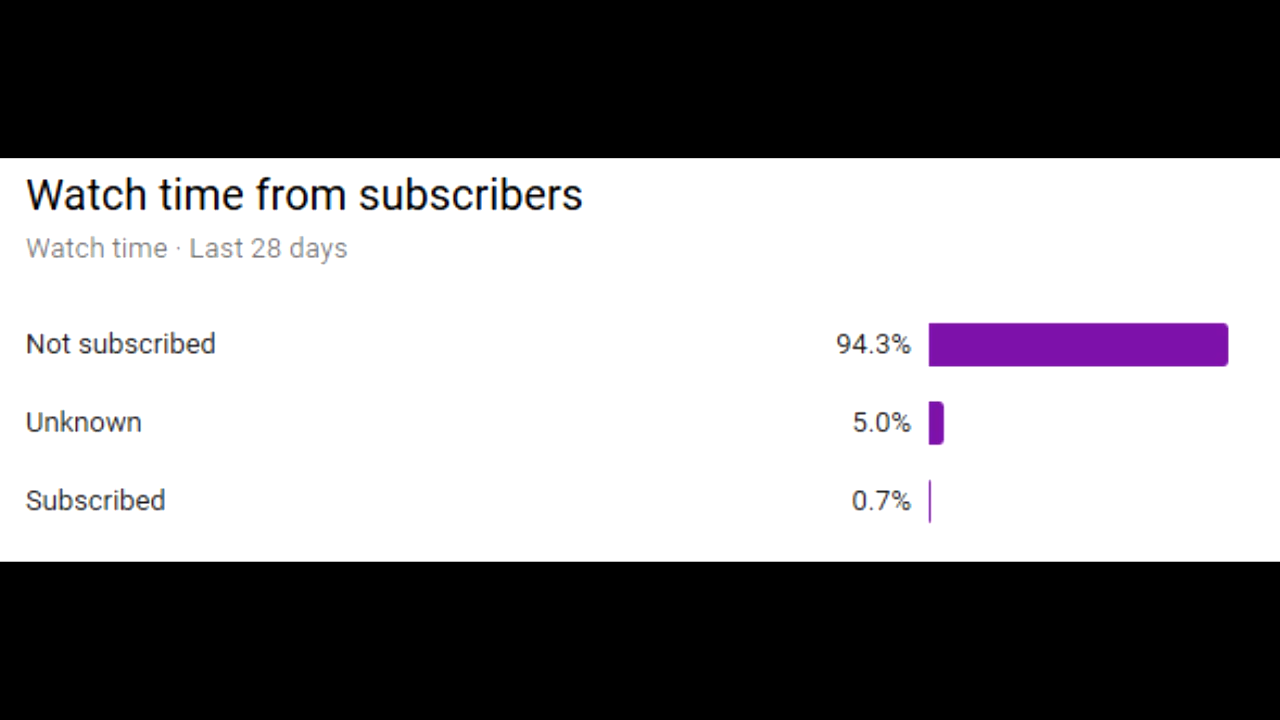 Watch time from subscribers
Watch time · Last 28 days
Not subscribed 94.3%
Unknown 5.0%
Subscribed 0.7%